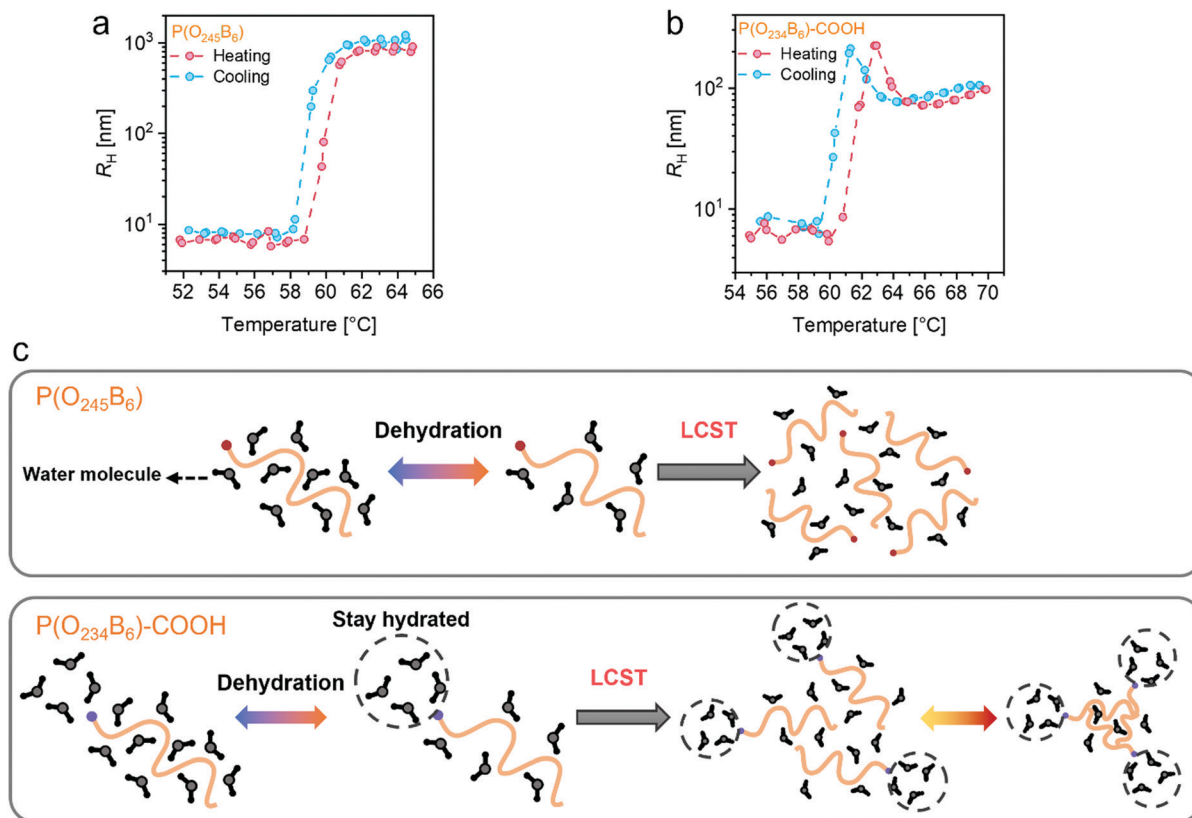 a
P(O₂₄₅B₆)
Heating
Cooling
10³
10²
10¹
R_H [nm]
52 54 56 58 60 62 64 66
Temperature [°C]
b
P(O₂₃₄B₆)-COOH
Heating
Cooling
10²
10¹
R_H [nm]
54 56 58 60 62 64 66 68 70
Temperature [°C]
c
P(O₂₄₅B₆)
Dehydration
LCST
Water molecule
P(O₂₃₄B₆)-COOH
Stay hydrated
Dehydration
LCST